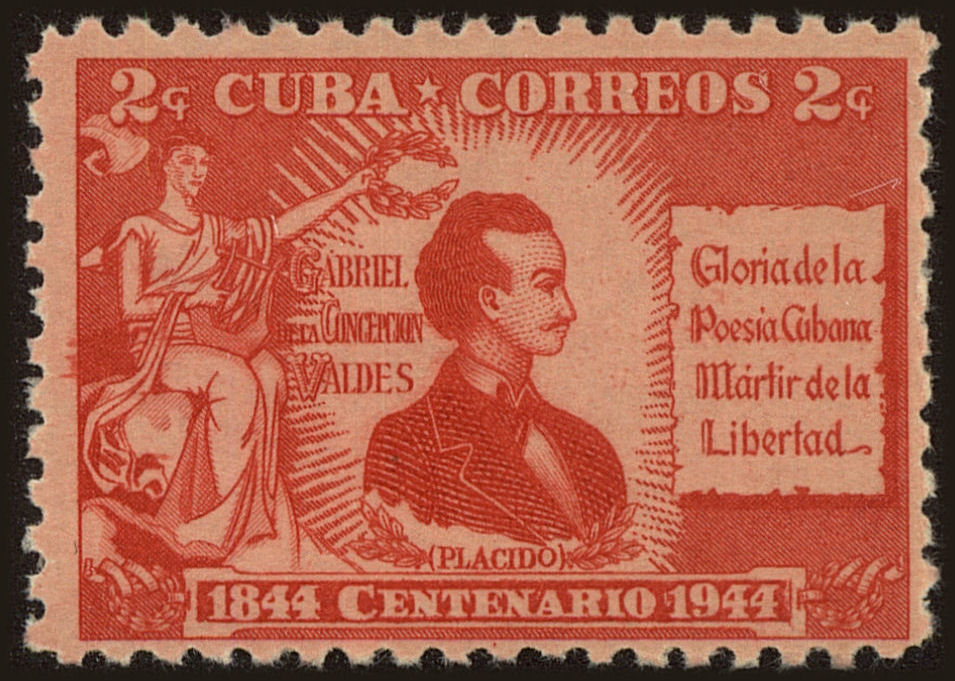 2¢ CUBA ★ CORREOS 2¢
GABRIEL
DE LA CONCEPCION
VALDES
Gloria de la
Poesía Cubana
Mártir de la
Libertad
(PLACIDO)
1844 CENTENARIO 1944